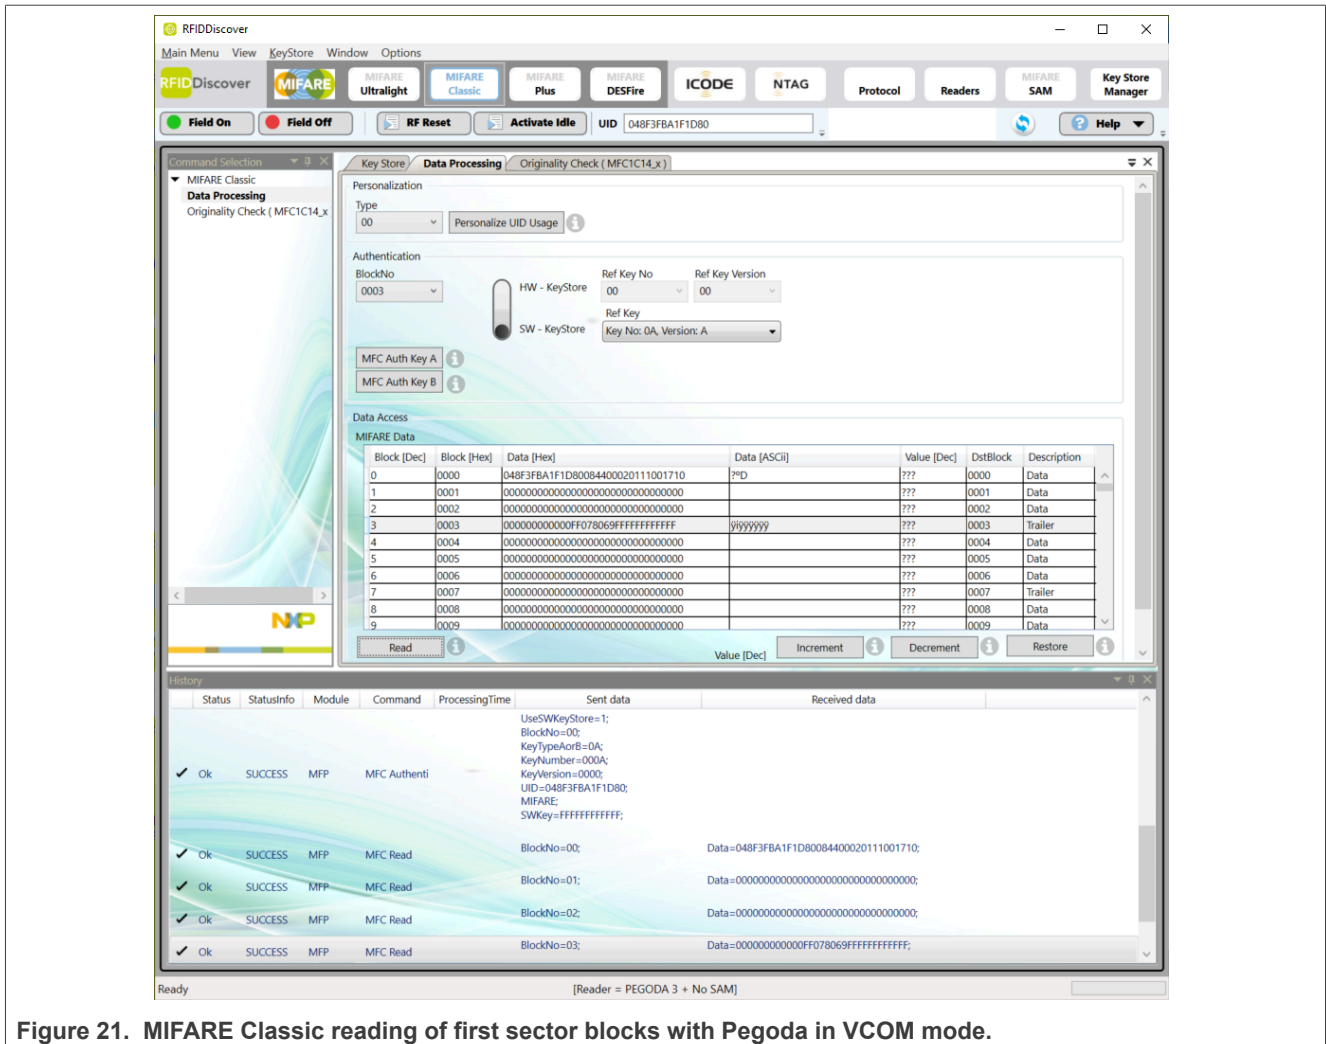 RFIDDiscover
Main Menu View KeyStore Window Options
RFIDDiscover MIFARE MIFARE Ultralight MIFARE Classic MIFARE Plus MIFARE DESFire ICODE NTAG Protocol Readers MIFARE SAM Key Store Manager
Field On Field Off RF Reset Activate Idle UID 048F3FBA1F1D80 Help
Command Selection
MIFARE Classic
Data Processing
Originality Check ( MFC1C14_x
Key Store Data Processing Originality Check ( MFC1C14_x )
Personalization
Type
00 Personalize UID Usage
Authentication
BlockNo Ref Key No Ref Key Version
0003 HW - KeyStore 00 00
Ref Key
SW - KeyStore Key No: 0A, Version: A
MFC Auth Key A
MFC Auth Key B
Data Access
MIFARE Data
Block [Dec] Block [Hex] Data [Hex] Data [ASCii] Value [Dec] DstBlock Description
0 0000 048F3FBA1F1D80084400020111001710 ?ºD ??? 0000 Data
1 0001 00000000000000000000000000000000 ??? 0001 Data
2 0002 00000000000000000000000000000000 ??? 0002 Data
3 0003 000000000000FF078069FFFFFFFFFFFF ÿiÿÿÿÿÿÿ ??? 0003 Trailer
4 0004 00000000000000000000000000000000 ??? 0004 Data
5 0005 00000000000000000000000000000000 ??? 0005 Data
6 0006 00000000000000000000000000000000 ??? 0006 Data
7 0007 00000000000000000000000000000000 ??? 0007 Trailer
8 0008 00000000000000000000000000000000 ??? 0008 Data
9 0009 00000000000000000000000000000000 ??? 0009 Data
NXP
Read Value [Dec] Increment Decrement Restore
History
Status StatusInfo Module Command ProcessingTime Sent data Received data
UseSWKeyStore=1;
BlockNo=00;
KeyTypeAorB=0A;
KeyNumber=000A;
Ok SUCCESS MFP MFC Authenti KeyVersion=0000;
UID=048F3FBA1F1D80;
MIFARE;
SWKey=FFFFFFFFFFFF;
Ok SUCCESS MFP MFC Read BlockNo=00; Data=048F3FBA1F1D80084400020111001710;
Ok SUCCESS MFP MFC Read BlockNo=01; Data=00000000000000000000000000000000;
Ok SUCCESS MFP MFC Read BlockNo=02; Data=00000000000000000000000000000000;
Ok SUCCESS MFP MFC Read BlockNo=03; Data=000000000000FF078069FFFFFFFFFFFF;
Ready [Reader = PEGODA 3 + No SAM]
Figure 21. MIFARE Classic reading of first sector blocks with Pegoda in VCOM mode.